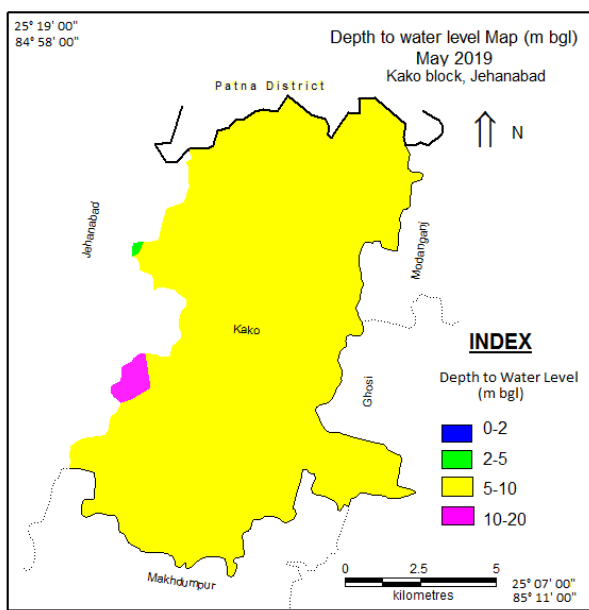 25° 19' 00"
84° 58' 00"
Depth to water level Map (m bgl)
May 2019
Kako block, Jehanabad
Patna District
N
Jehanabad
Modanganj
Kako
Ghosi
INDEX
Depth to Water Level
(m bgl)
0-2
2-5
5-10
10-20
Makhdumpur
0 2.5 5
kilometres
25° 07' 00"
85° 11' 00"